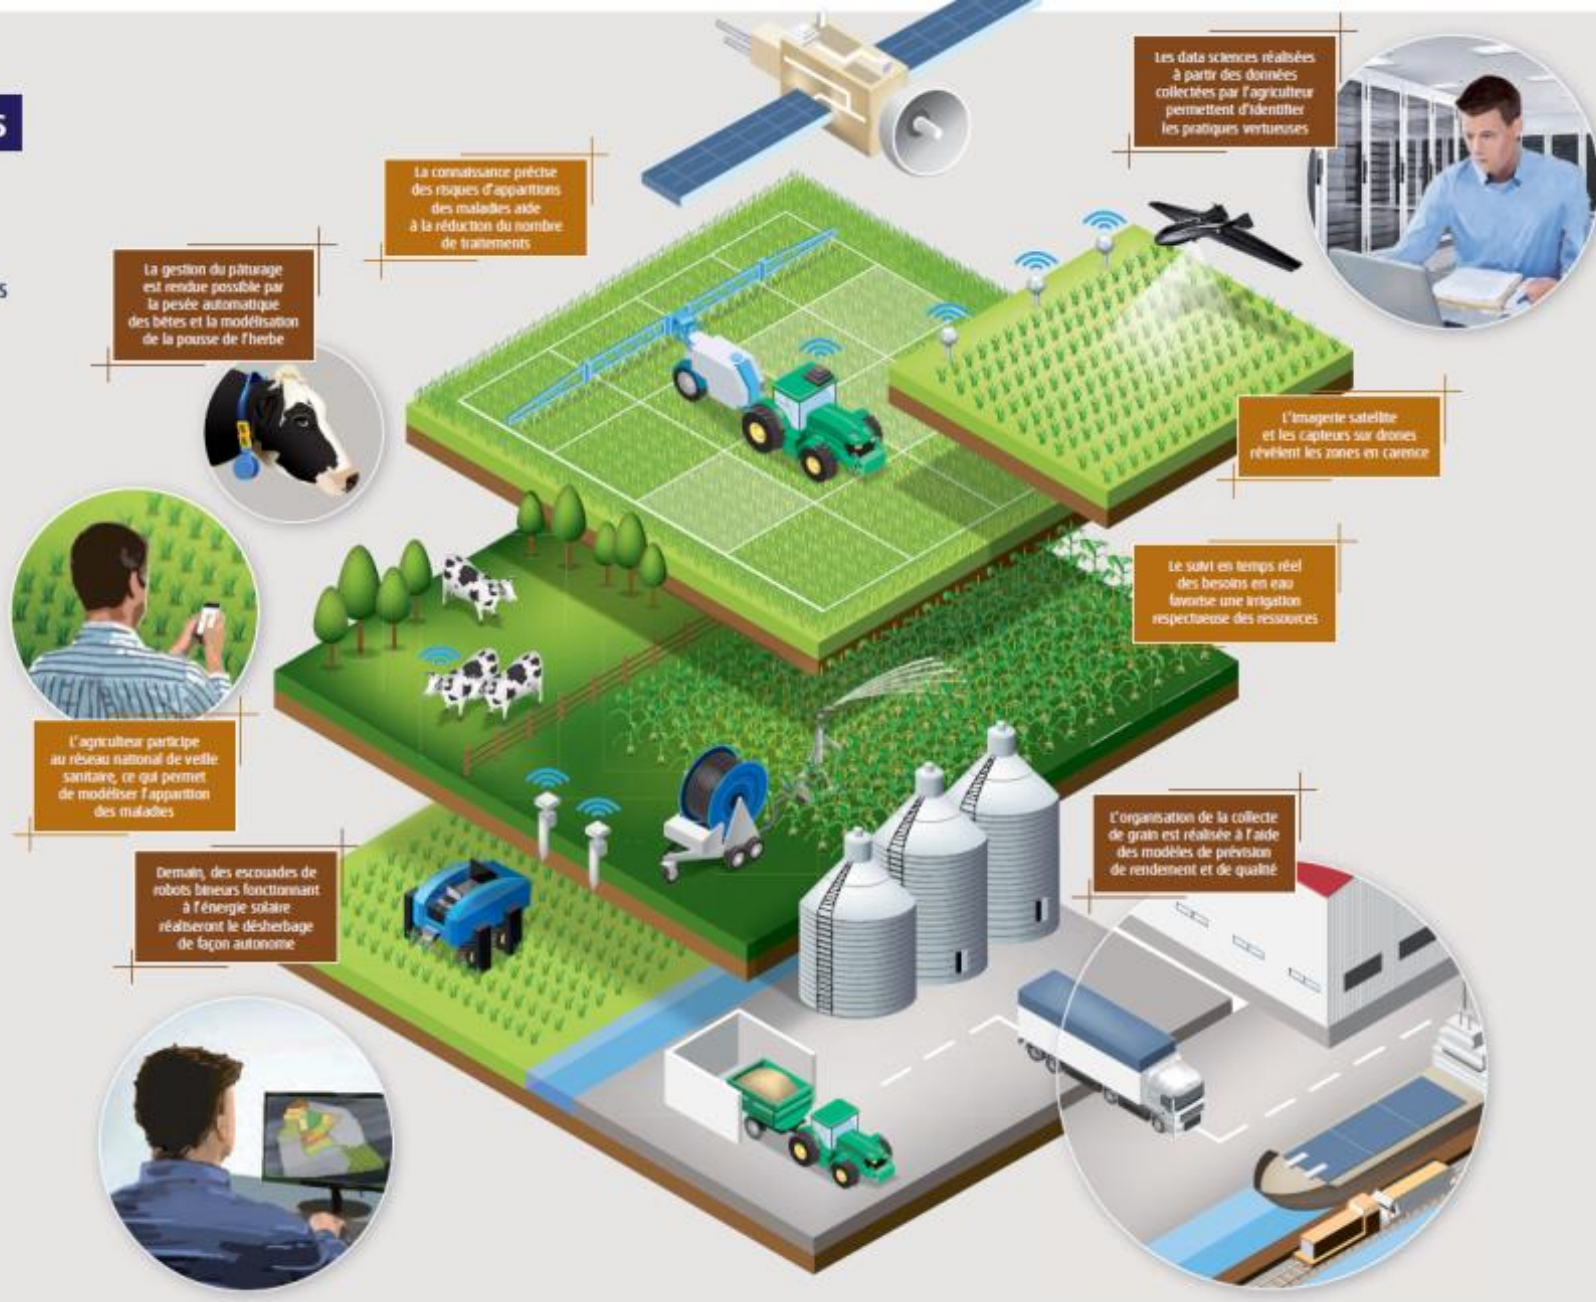 S
s
La connaissance précise
des risques d'apparitions
des maladies aide
à la réduction du nombre
de traitements
Les data sciences réalisées
à partir des données
collectées par l'agriculteur
permettent d'identifier
les pratiques vertueuses
La gestion du pâturage
est rendue possible par
la pesée automatique
des bêtes et la modélisation
de la pousse de l'herbe
L'imagerie satellite
et les capteurs sur drones
révèlent les zones en carence
Le suivi en temps réel
des besoins en eau
favorise une irrigation
respectueuse des ressources
L'agriculteur participe
au réseau national de veille
sanitaire, ce qui permet
de modéliser l'apparition
des maladies
L'organisation de la collecte
de grain est réalisée à l'aide
des modèles de prévision
de rendement et de qualité
Demain, des escouades de
robots bineurs fonctionnant
à l'énergie solaire
réaliseront le désherbage
de façon autonome